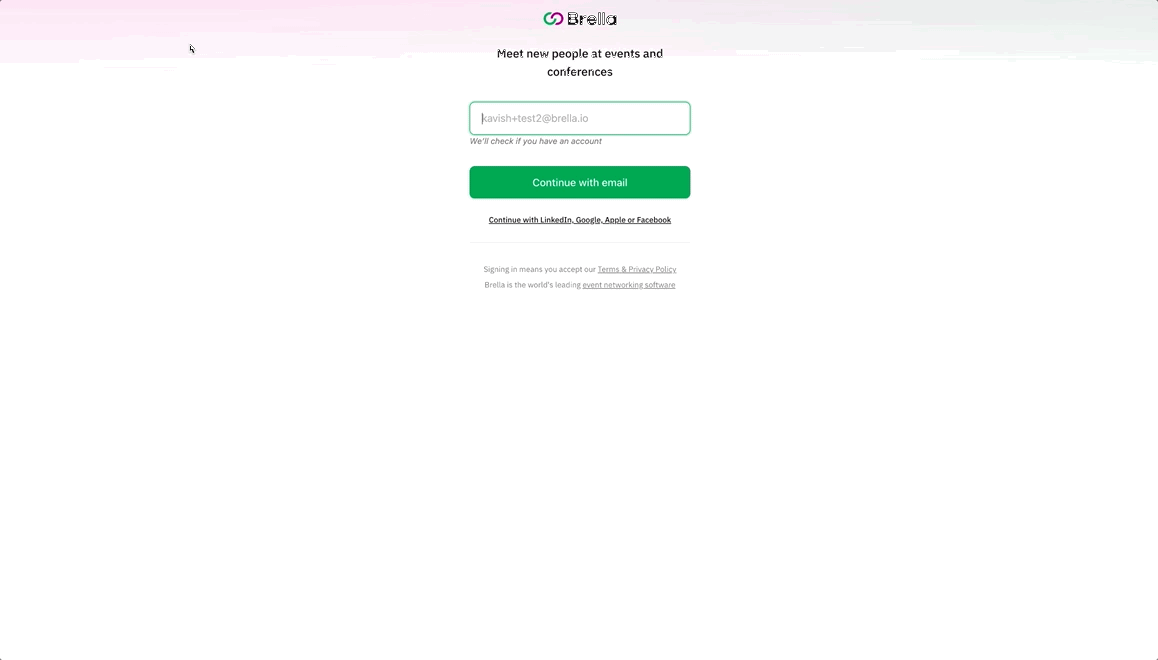 Brella
Meet new people at events and
conferences
kavish+test2@brella.io
We'll check if you have an account
Continue with email
Continue with LinkedIn, Google, Apple or Facebook
Signing in means you accept our Terms & Privacy Policy
Brella is the world's leading event networking software